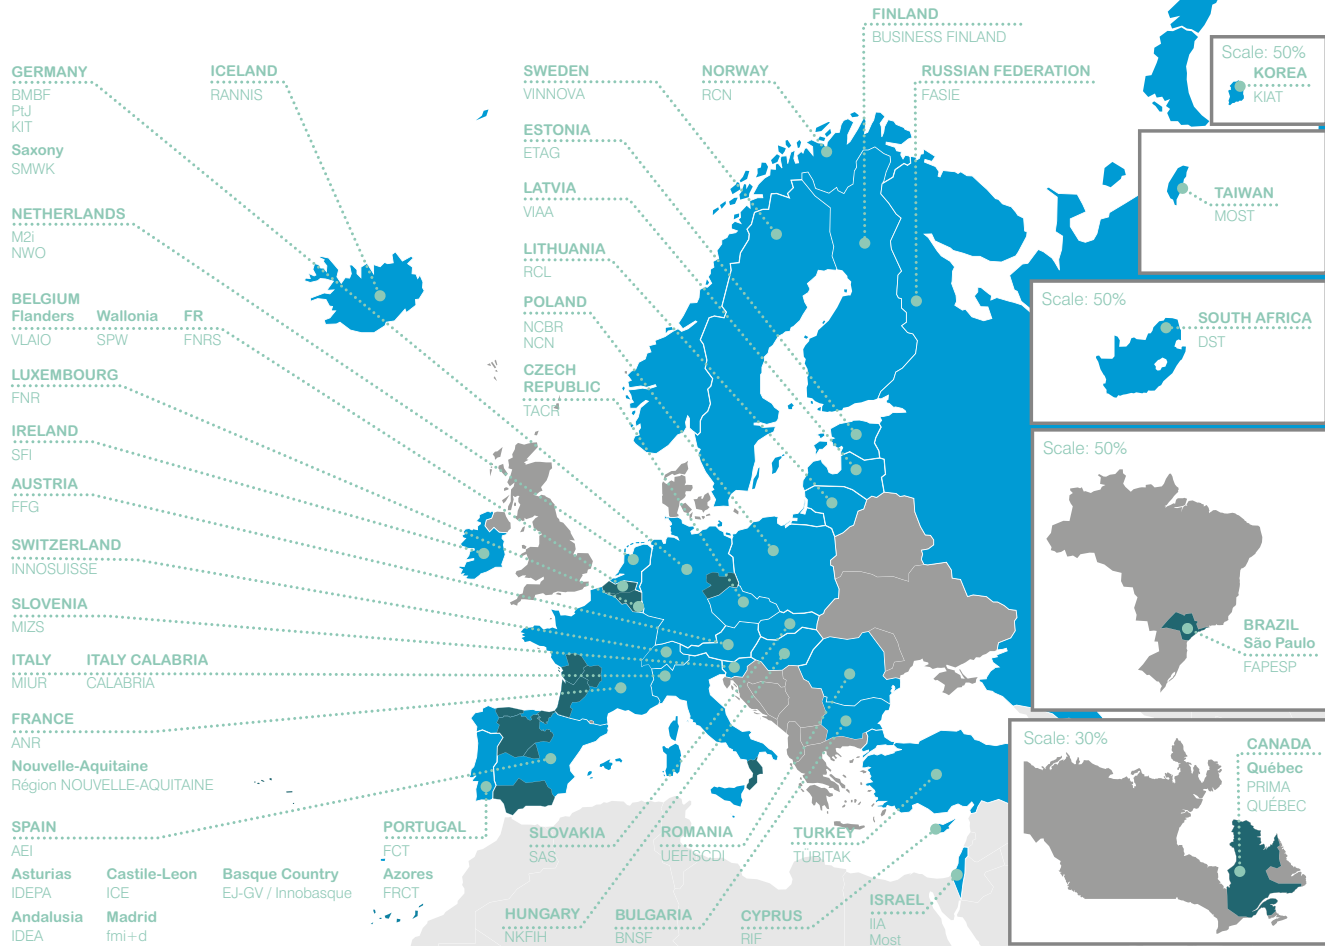 FINLAND
BUSINESS FINLAND
GERMANY
BMBF
PtJ
KIT
Saxony
SMWK
ICELAND
RANNIS
SWEDEN
VINNOVA
NORWAY
RCN
RUSSIAN FEDERATION
FASIE
Scale: 50%
KOREA
KIAT
ESTONIA
ETAG
LATVIA
VIAA
TAIWAN
MOST
NETHERLANDS
M2i
NWO
LITHUANIA
RCL
BELGIUM
Flanders Wallonia FR
VLAIO SPW FNRS
POLAND
NCBR
NCN
Scale: 50%
SOUTH AFRICA
DST
LUXEMBOURG
FNR
CZECH
REPUBLIC
TACR
IRELAND
SFI
Scale: 50%
BRAZIL
São Paulo
FAPESP
AUSTRIA
FFG
SWITZERLAND
INNOSUISSE
SLOVENIA
MIZS
ITALY ITALY CALABRIA
MIUR CALABRIA
FRANCE
ANR
Nouvelle-Aquitaine
Région NOUVELLE-AQUITAINE
Scale: 30%
CANADA
Québec
PRIMA
QUÉBEC
SPAIN
AEI
Asturias Castile-Leon Basque Country
IDEPA ICE EJ-GV / Innobasque
Andalusia Madrid
IDEA fmi+d
PORTUGAL
FCT
Azores
FRCT
SLOVAKIA
SAS
ROMANIA
UEFISCDI
TURKEY
TÜBITAK
HUNGARY
NKFIH
BULGARIA
BNSF
CYPRUS
RIF
ISRAEL
IIA
Most